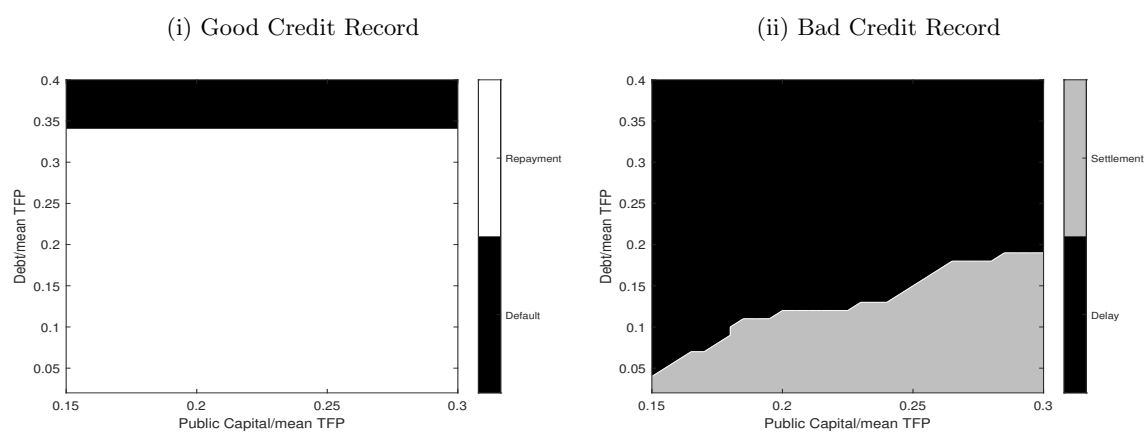 (i) Good Credit Record
0.4
0.35
0.3
0.25
0.2
0.15
0.1
0.05
Debt/mean TFP
0.15 0.2 0.25 0.3
Public Capital/mean TFP
Repayment
Default
(ii) Bad Credit Record
0.4
0.35
0.3
0.25
0.2
0.15
0.1
0.05
Debt/mean TFP
0.15 0.2 0.25 0.3
Public Capital/mean TFP
Settlement
Delay